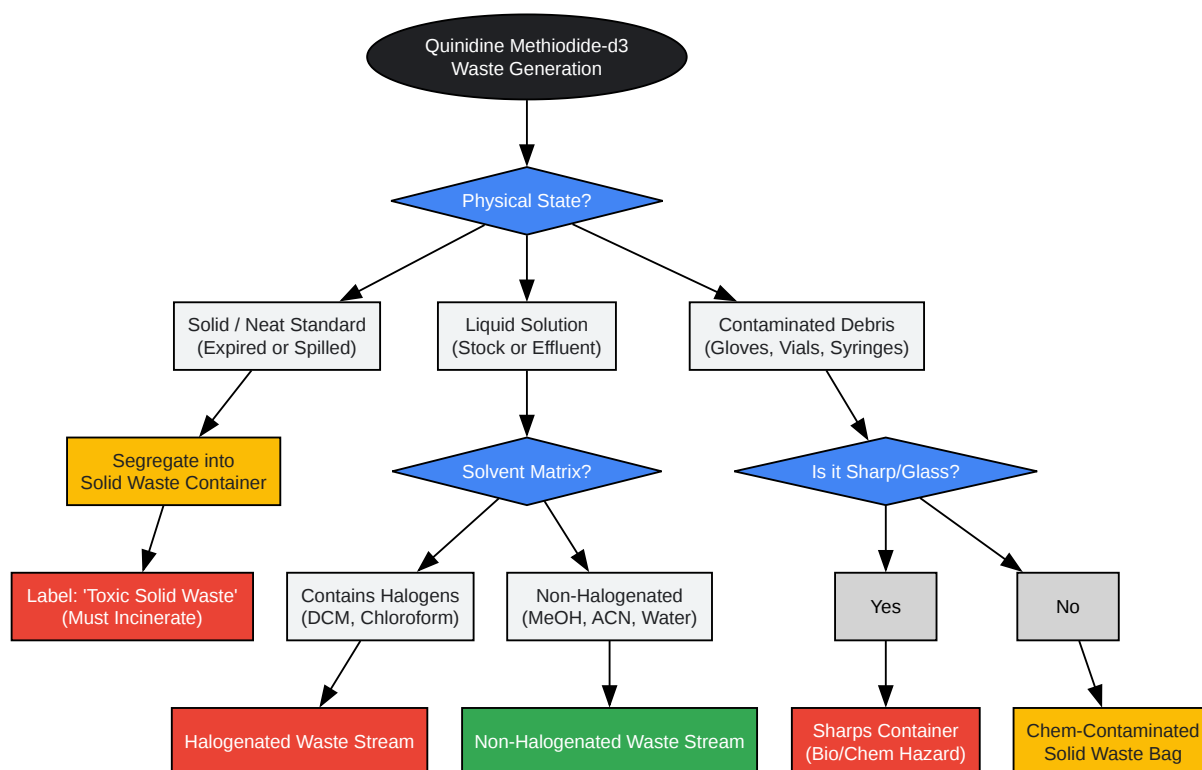 Quinidine Methiodide-d3
Waste Generation
Physical State?
Solid / Neat Standard
(Expired or Spilled)
Liquid Solution
(Stock or Effluent)
Contaminated Debris
(Gloves, Vials, Syringes)
Segregate into
Solid Waste Container
Solvent Matrix?
Is it Sharp/Glass?
Label: 'Toxic Solid Waste'
(Must Incinerate)
Contains Halogens
(DCM, Chloroform)
Non-Halogenated
(MeOH, ACN, Water)
Yes
No
Halogenated Waste Stream
Non-Halogenated Waste Stream
Sharps Container
(Bio/Chem Hazard)
Chem-Contaminated
Solid Waste Bag